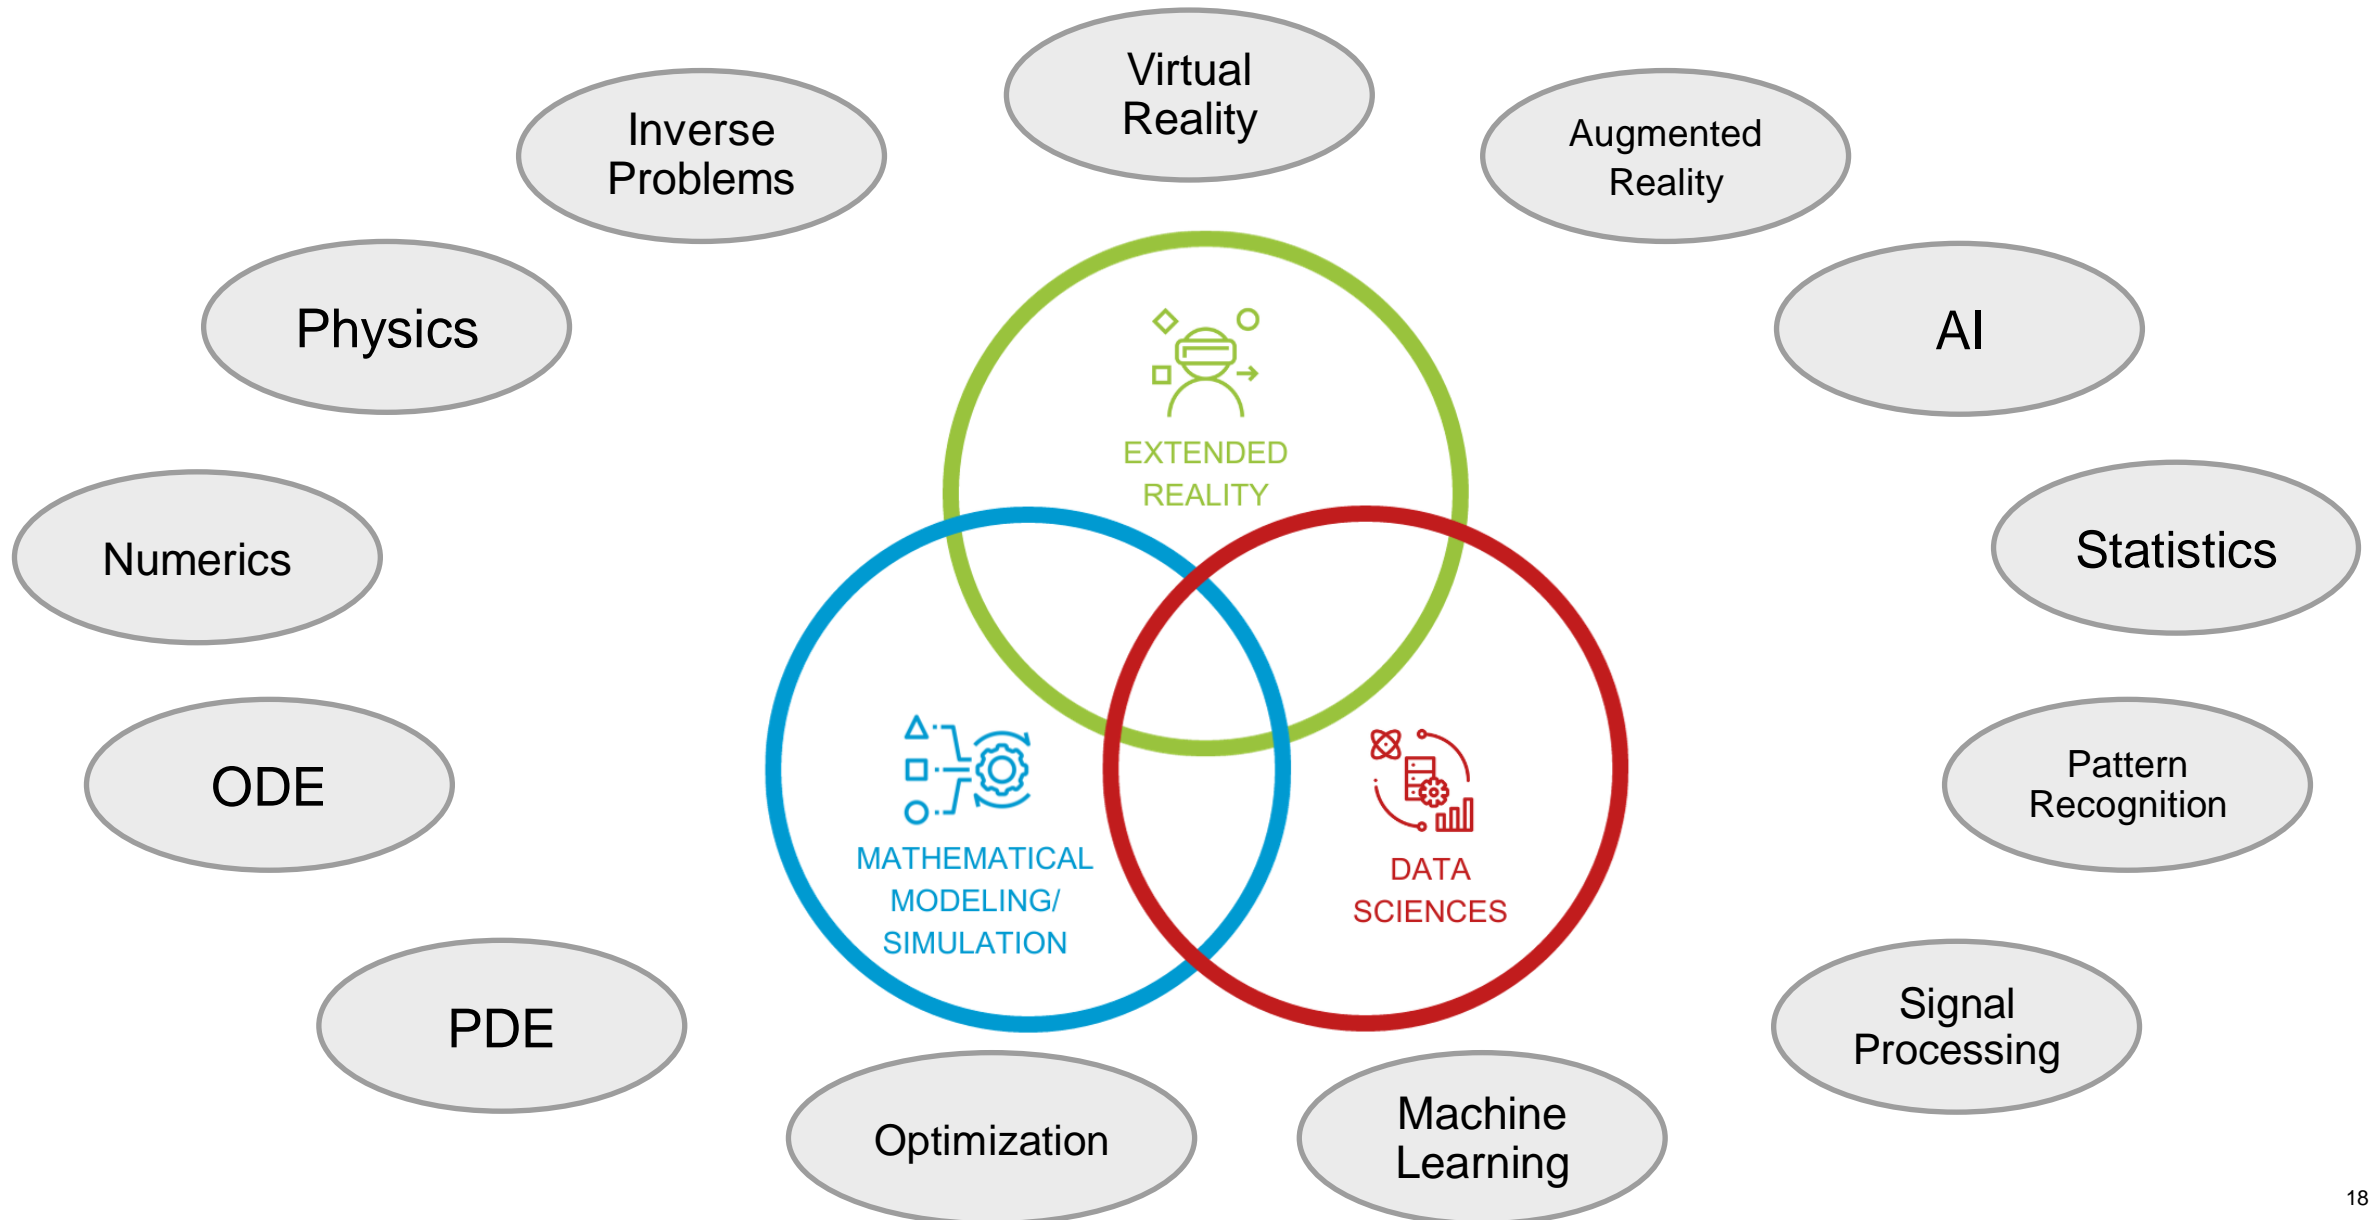 Virtual
Reality
Inverse
Problems
Augmented
Reality
Physics
AI
EXTENDED
REALITY
Numerics
Statistics
ODE
Pattern
Recognition
MATHEMATICAL
MODELING/
SIMULATION
DATA
SCIENCES
PDE
Signal
Processing
Optimization
Machine
Learning
18